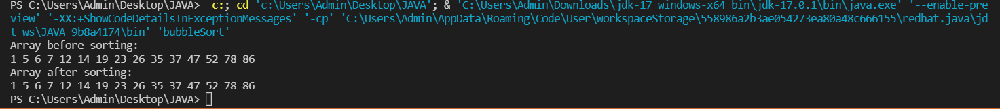 PS C:\Users\Admin\Desktop\JAVA>  c:; cd 'c:\Users\Admin\Desktop\JAVA'; & 'C:\Users\Admin\Downloads\jdk-17_windows-x64_bin\jdk-17.0.1\bin\java.exe' '--enable-pre
view' '-XX:+ShowCodeDetailsInExceptionMessages' '-cp' 'C:\Users\Admin\AppData\Roaming\Code\User\workspaceStorage\558986a2b3ae054273ea80a48c666155\redhat.java\jd
t_ws\JAVA_9b8a4174\bin' 'bubbleSort'
Array before sorting:
1 5 6 7 12 14 19 23 26 35 37 47 52 78 86
Array after sorting:
1 5 6 7 12 14 19 23 26 35 37 47 52 78 86
PS C:\Users\Admin\Desktop\JAVA>